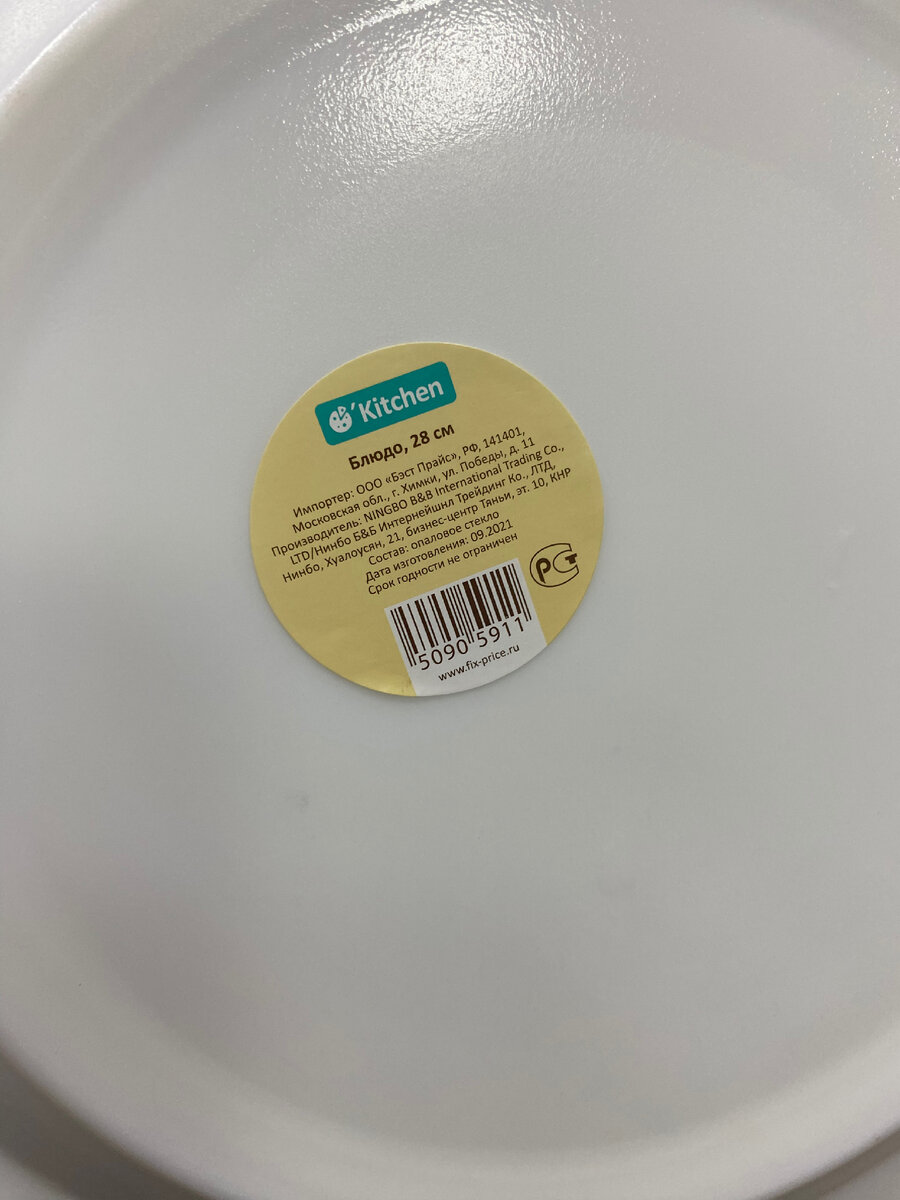 'Kitchen
Блюдо, 28 см
Импортер: ООО «Бэст Прайс», РФ, 141401,
Московская обл., г. Химки, ул. Победы, д. 11
Производитель: NINGBO B&B International Trading Co.,
LTD/Нинбо Б&Б Интернейшнл Трейдинг Ко., ЛТД,
Нинбо, Хуалоусян, 21, бизнес-центр Тяньи, эт. 10, КНР
Состав: опаловое стекло
Дата изготовления: 09.2021
Срок годности не ограничен
РСТ
5090 5911
www.fix-price.ru